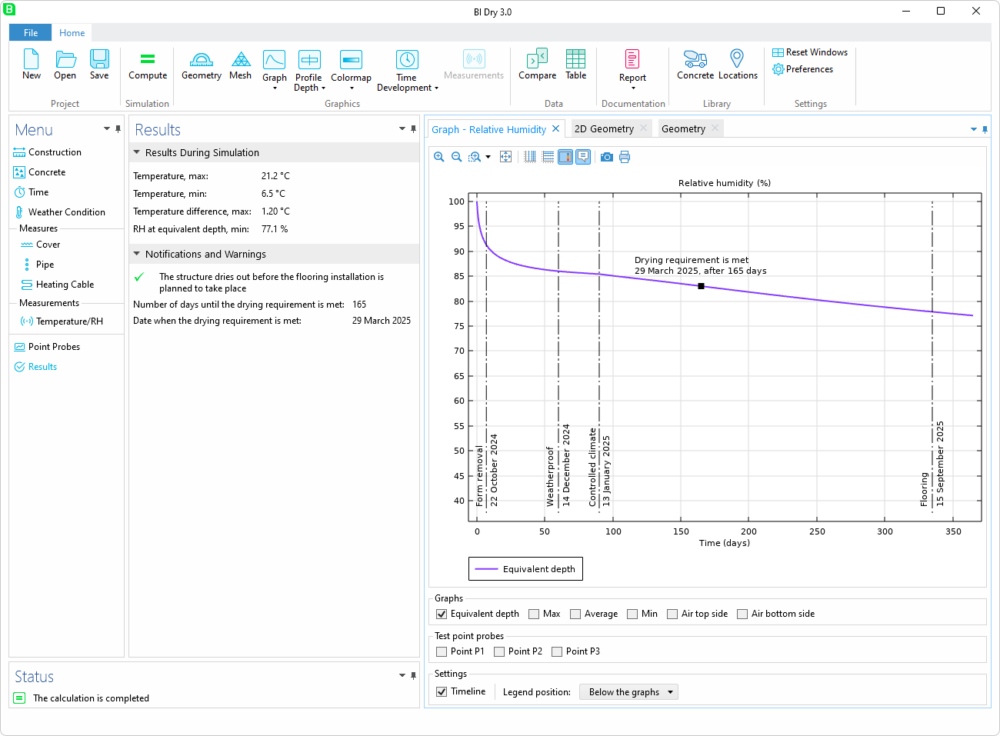 BI Dry 3.0
File Home
New Open Save Compute Geometry Mesh Graph Profile Depth Colormap Time Development Measurements Compare Table Report Concrete Locations Reset Windows
Preferences
Project Simulation Graphics Data Documentation Library Settings
Menu
Construction
Concrete
Time
Weather Condition
Measures
Cover
Pipe
Heating Cable
Measurements
Temperature/RH
Point Probes
Results
Results
Results During Simulation
Temperature, max: 21.2 °C
Temperature, min: 6.5 °C
Temperature difference, max: 1.20 °C
RH at equivalent depth, min: 77.1 %
Notifications and Warnings
The structure dries out before the flooring installation is
planned to take place
Number of days until the drying requirement is met: 165
Date when the drying requirement is met: 29 March 2025
Status
The calculation is completed
Graph - Relative Humidity 2D Geometry Geometry
Relative humidity (%)
100
95
90
85
80
75
70
65
60
55
50
45
40
Drying requirement is met
29 March 2025, after 165 days
Form removal
22 October 2024
Weatherproof
14 December 2024
Controlled climate
13 January 2025
Flooring
15 September 2025
0 50 100 150 200 250 300 350
Time (days)
Equivalent depth
Graphs
Equivalent depth Max Average Min Air top side Air bottom side
Test point probes
Point P1 Point P2 Point P3
Settings
Timeline Legend position: Below the graphs